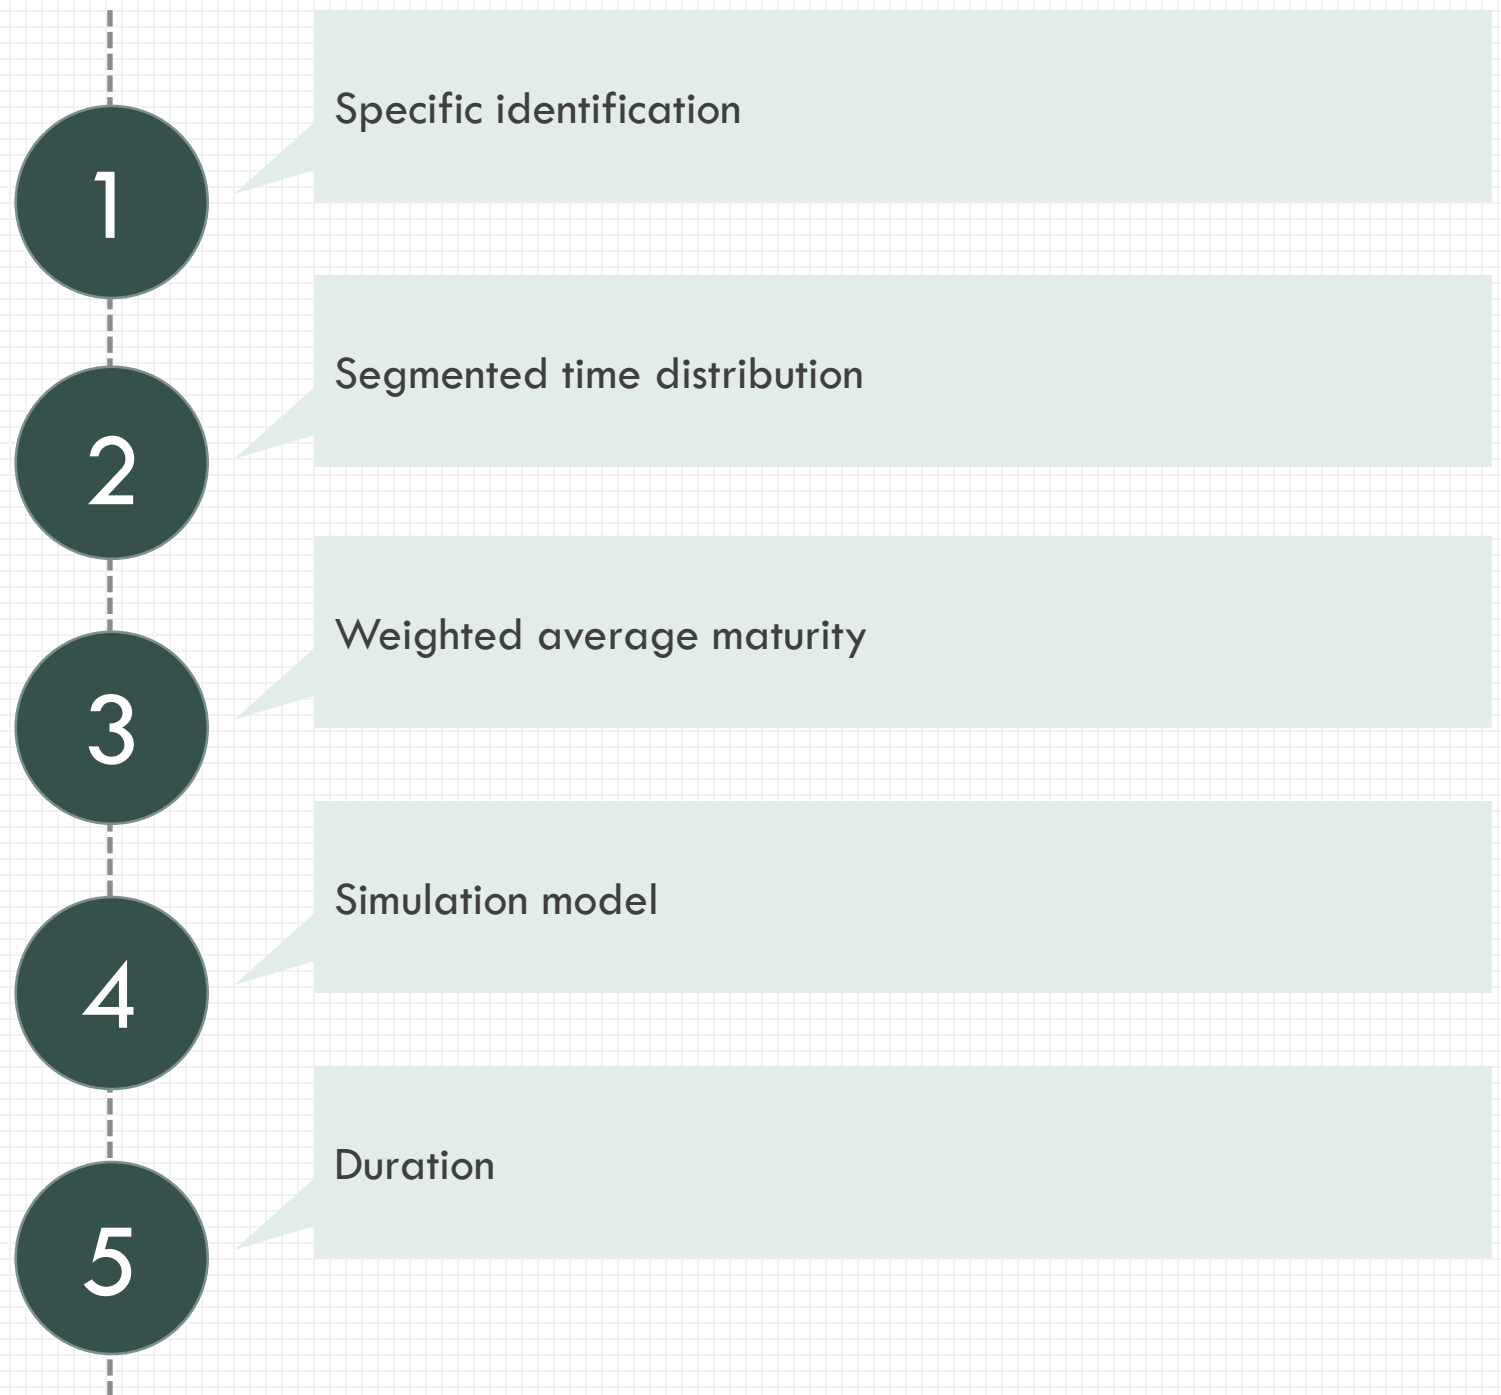 1
Specific identification
2
Segmented time distribution
3
Weighted average maturity
4
Simulation model
5
Duration